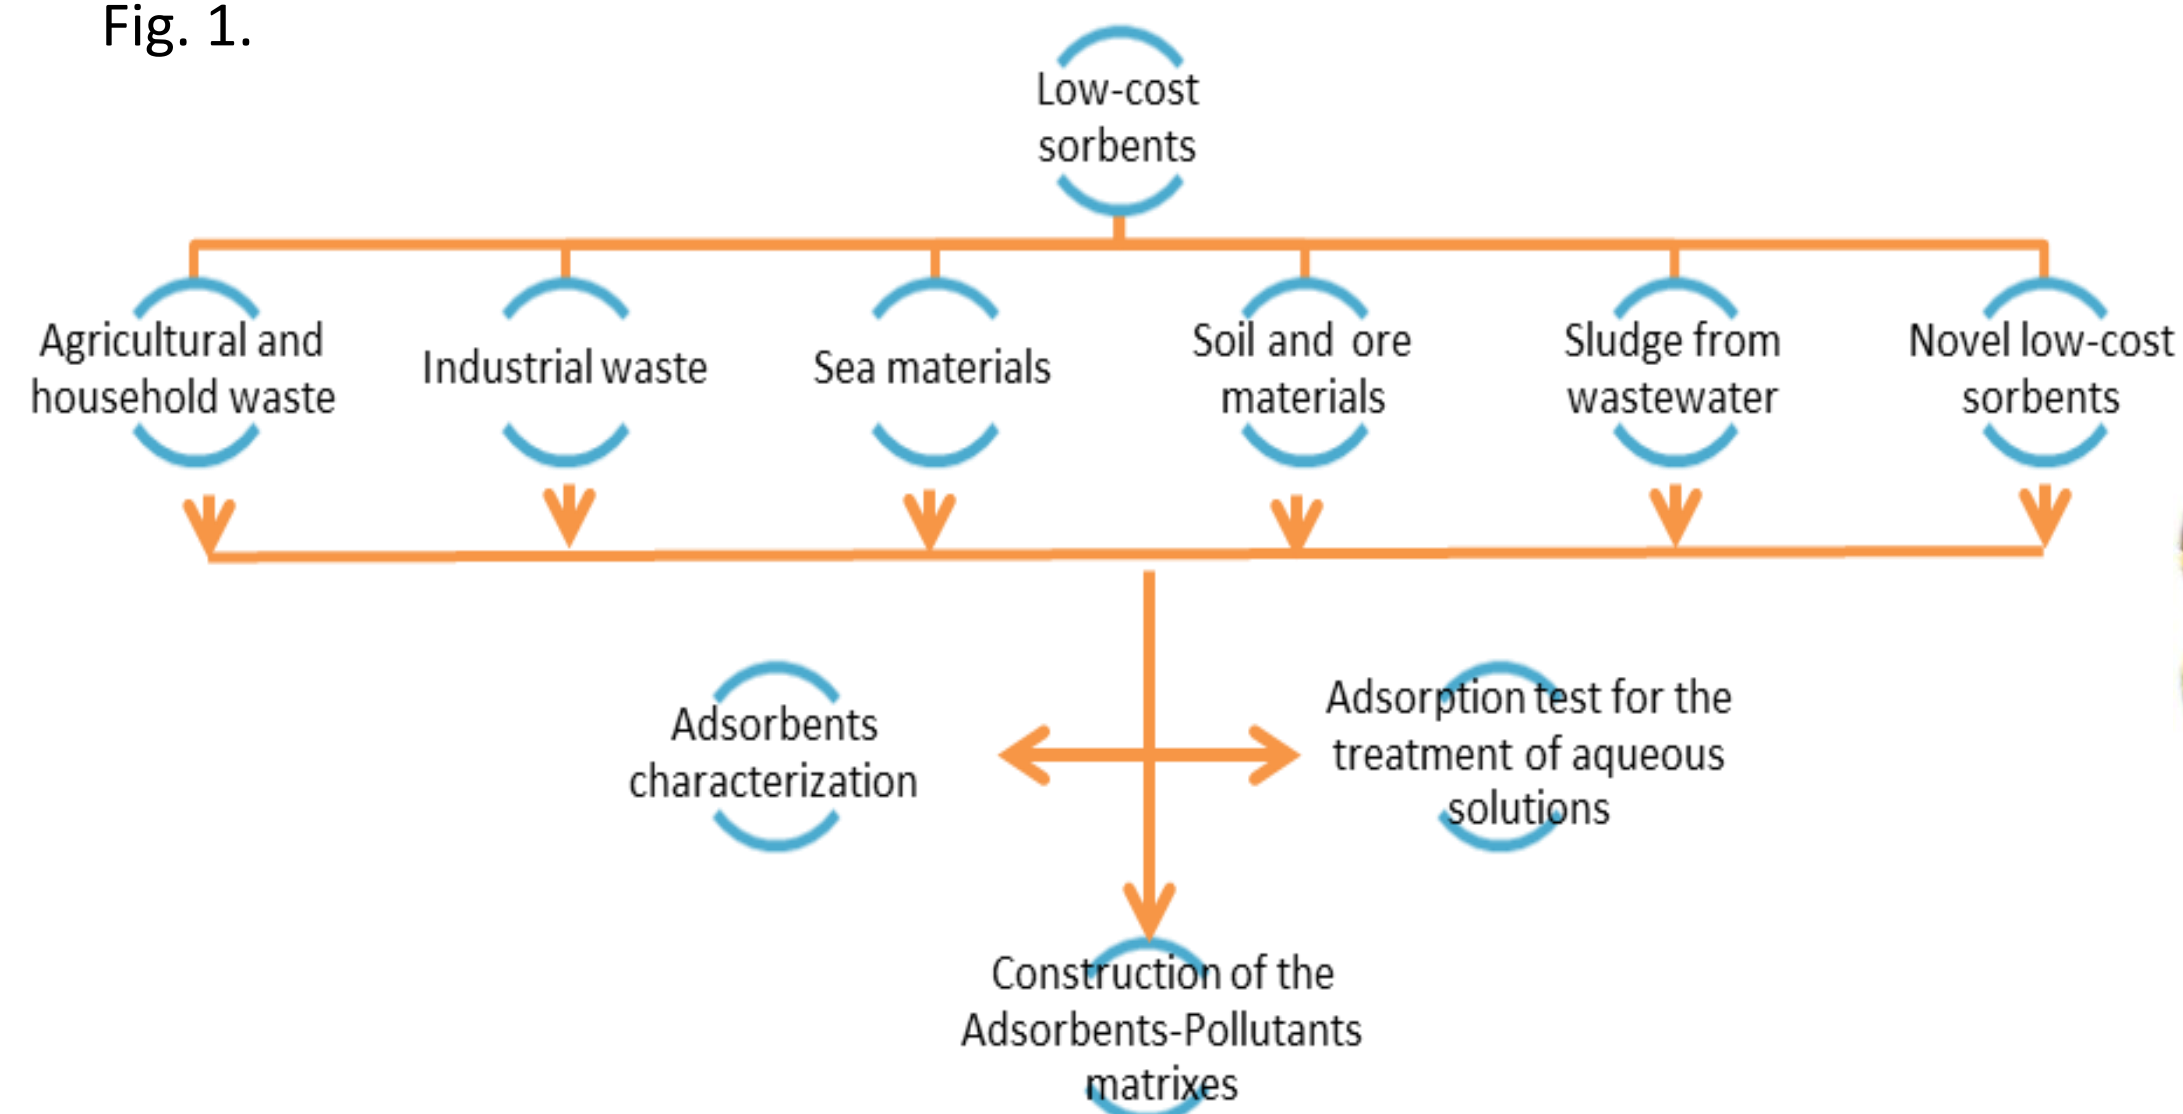 Fig. 1.
Low-cost
sorbents
Agricultural and
household waste
Industrial waste
Sea materials
Soil and ore
materials
Sludge from
wastewater
Novel low-cost
sorbents
Adsorbents
characterization
Adsorption test for the
treatment of aqueous
solutions
Construction of the
Adsorbents-Pollutants
matrixes